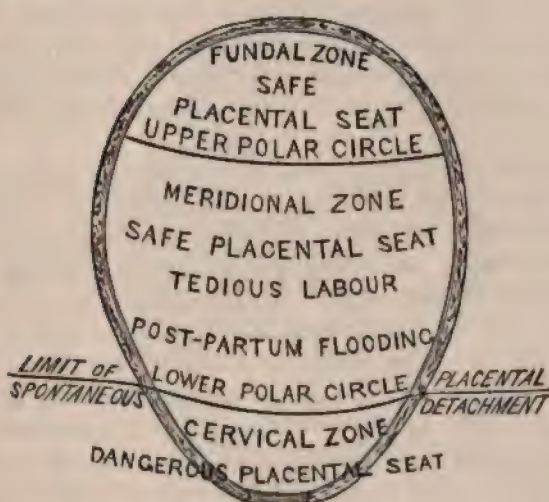 FUNDAL ZONE
SAFE
PLACENTAL SEAT
UPPER POLAR CIRCLE
MERIDIONAL ZONE
SAFE PLACENTAL SEAT
TEDIOUS LABOUR
POST-PARTUM FLOODING
LIMIT OF
SPONTANEOUS
LOWER POLAR CIRCLE
PLACENTAL
DETACHMENT
CERVICAL ZONE
DANGEROUS PLACENTAL SEAT